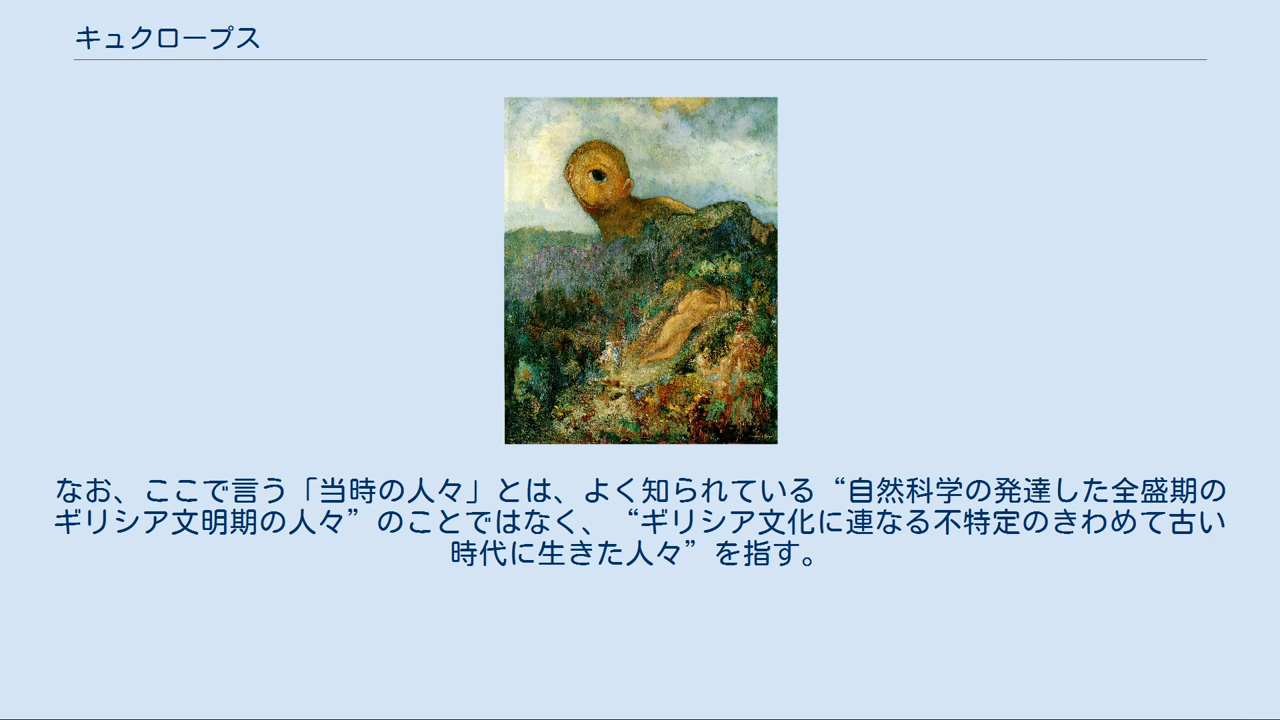 キュクロープス
なお、ここで言う「当時の人々」とは、よく知られている“自然科学の発達した全盛期の
ギリシア文明期の人々”のことではなく、“ギリシア文化に連なる不特定のきわめて古い
時代に生きた人々”を指す。